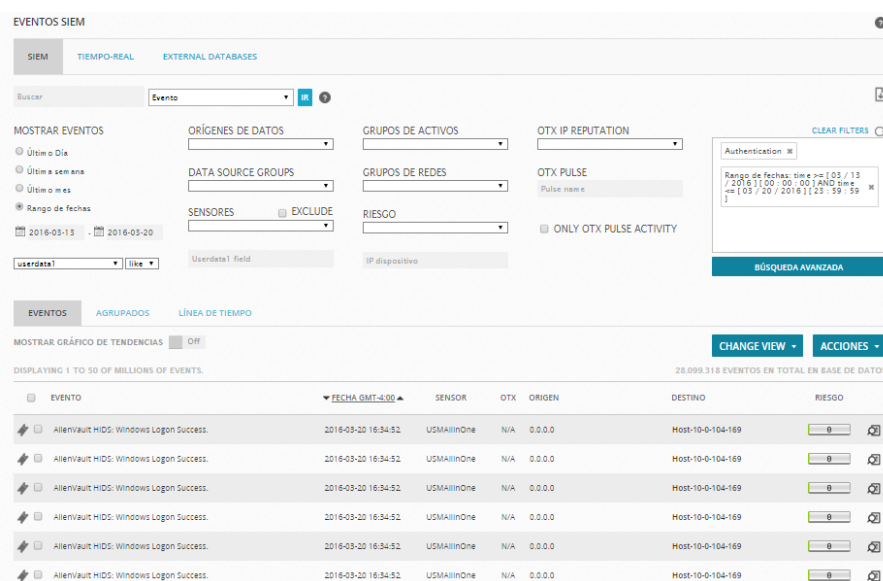 EVENTOS SIEM
SIEM TIEMPO-REAL EXTERNAL DATABASES
Buscar Evento IR
MOSTRAR EVENTOS ORÍGENES DE DATOS GRUPOS DE ACTIVOS OTX IP REPUTATION CLEAR FILTERS
Último Día
Última semana
Último mes
Rango de fechas
2016-03-13 - 2016-03-20
userdata1 like
DATA SOURCE GROUPS GRUPOS DE REDES OTX PULSE
Pulse name
SENSORES EXCLUDE RIESGO
ONLY OTX PULSE ACTIVITY
Userdata1 field IP dispositivo
Authentication ×
Rango de fechas: time >= [ 03 / 13
/ 2016 ] [ 00 : 00 : 00 ] AND time
<= [ 03 / 20 / 2016 ] [ 23 : 59 : 59
] ×
BÚSQUEDA AVANZADA
EVENTOS AGRUPADOS LÍNEA DE TIEMPO
MOSTRAR GRÁFICO DE TENDENCIAS Off
CHANGE VIEW ACCIONES
DISPLAYING 1 TO 50 OF MILLIONS OF EVENTS. 28.099.318 EVENTOS EN TOTAL EN BASE DE DATO
EVENTO FECHA GMT-4:00 SENSOR OTX ORIGEN DESTINO RIESGO
AlienVault HIDS: Windows Logon Success. 2016-03-20 16:34:52 USMAllInOne N/A 0.0.0.0 Host-10-0-104-169 0
AlienVault HIDS: Windows Logon Success. 2016-03-20 16:34:52 USMAllInOne N/A 0.0.0.0 Host-10-0-104-169 0
AlienVault HIDS: Windows Logon Success. 2016-03-20 16:34:52 USMAllInOne N/A 0.0.0.0 Host-10-0-104-169 0
AlienVault HIDS: Windows Logon Success. 2016-03-20 16:34:52 USMAllInOne N/A 0.0.0.0 Host-10-0-104-169 0
AlienVault HIDS: Windows Logon Success. 2016-03-20 16:34:52 USMAllInOne N/A 0.0.0.0 Host-10-0-104-169 0
AlienVault HIDS: Windows Logon Success. 2016-03-20 16:34:52 USMAllInOne N/A 0.0.0.0 Host-10-0-104-169 0